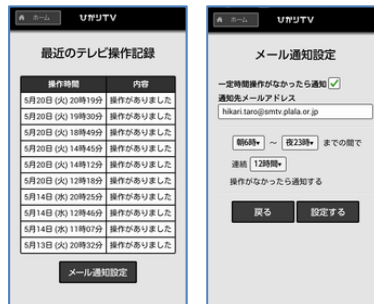 ホーム
ひかりTV
最近のテレビ操作記録
操作時間 内容
5月20日 (火) 20時19分 操作がありました
5月20日 (火) 19時30分 操作がありました
5月20日 (火) 18時49分 操作がありました
5月20日 (火) 14時45分 操作がありました
5月20日 (火) 14時12分 操作がありました
5月20日 (火) 12時18分 操作がありました
5月14日 (水) 20時25分 操作がありました
5月14日 (水) 12時46分 操作がありました
5月14日 (水) 11時07分 操作がありました
5月13日 (火) 20時32分 操作がありました
メール通知設定
ホーム
ひかりTV
メール通知設定
一定時間操作がなかったら通知
通知先メールアドレス
hikari.taro@smtv.plala.or.jp
朝6時 ～ 夜23時 までの間で
連続 12時間
操作がなかったら通知する
戻る 設定する